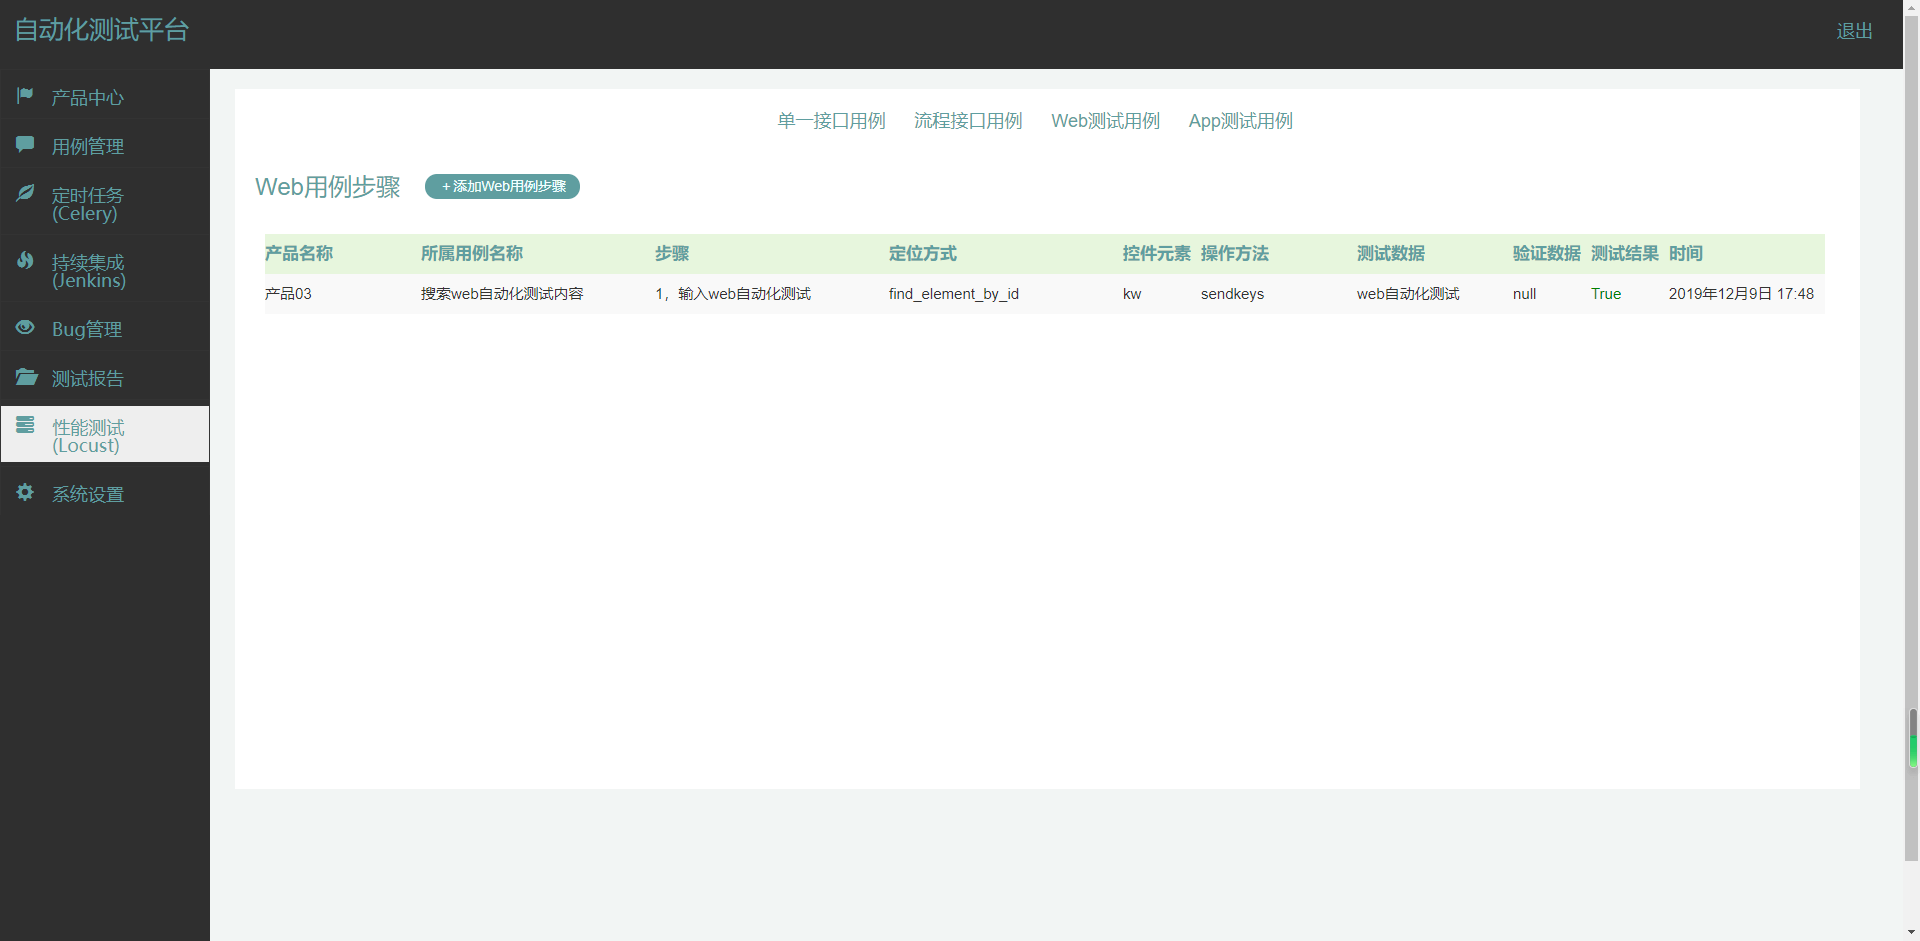 自动化测试平台
退出
产品中心
用例管理
定时任务
(Celery)
持续集成
(Jenkins)
Bug管理
测试报告
性能测试
(Locust)
系统设置
单一接口用例 流程接口用例 Web测试用例 App测试用例
Web用例步骤 +添加Web用例步骤
产品名称 所属用例名称 步骤 定位方式 控件元素 操作方法 测试数据 验证数据 测试结果 时间
产品03 搜索web自动化测试内容 1，输入web自动化测试 find_element_by_id kw sendkeys web自动化测试 null True 2019年12月9日 17:48